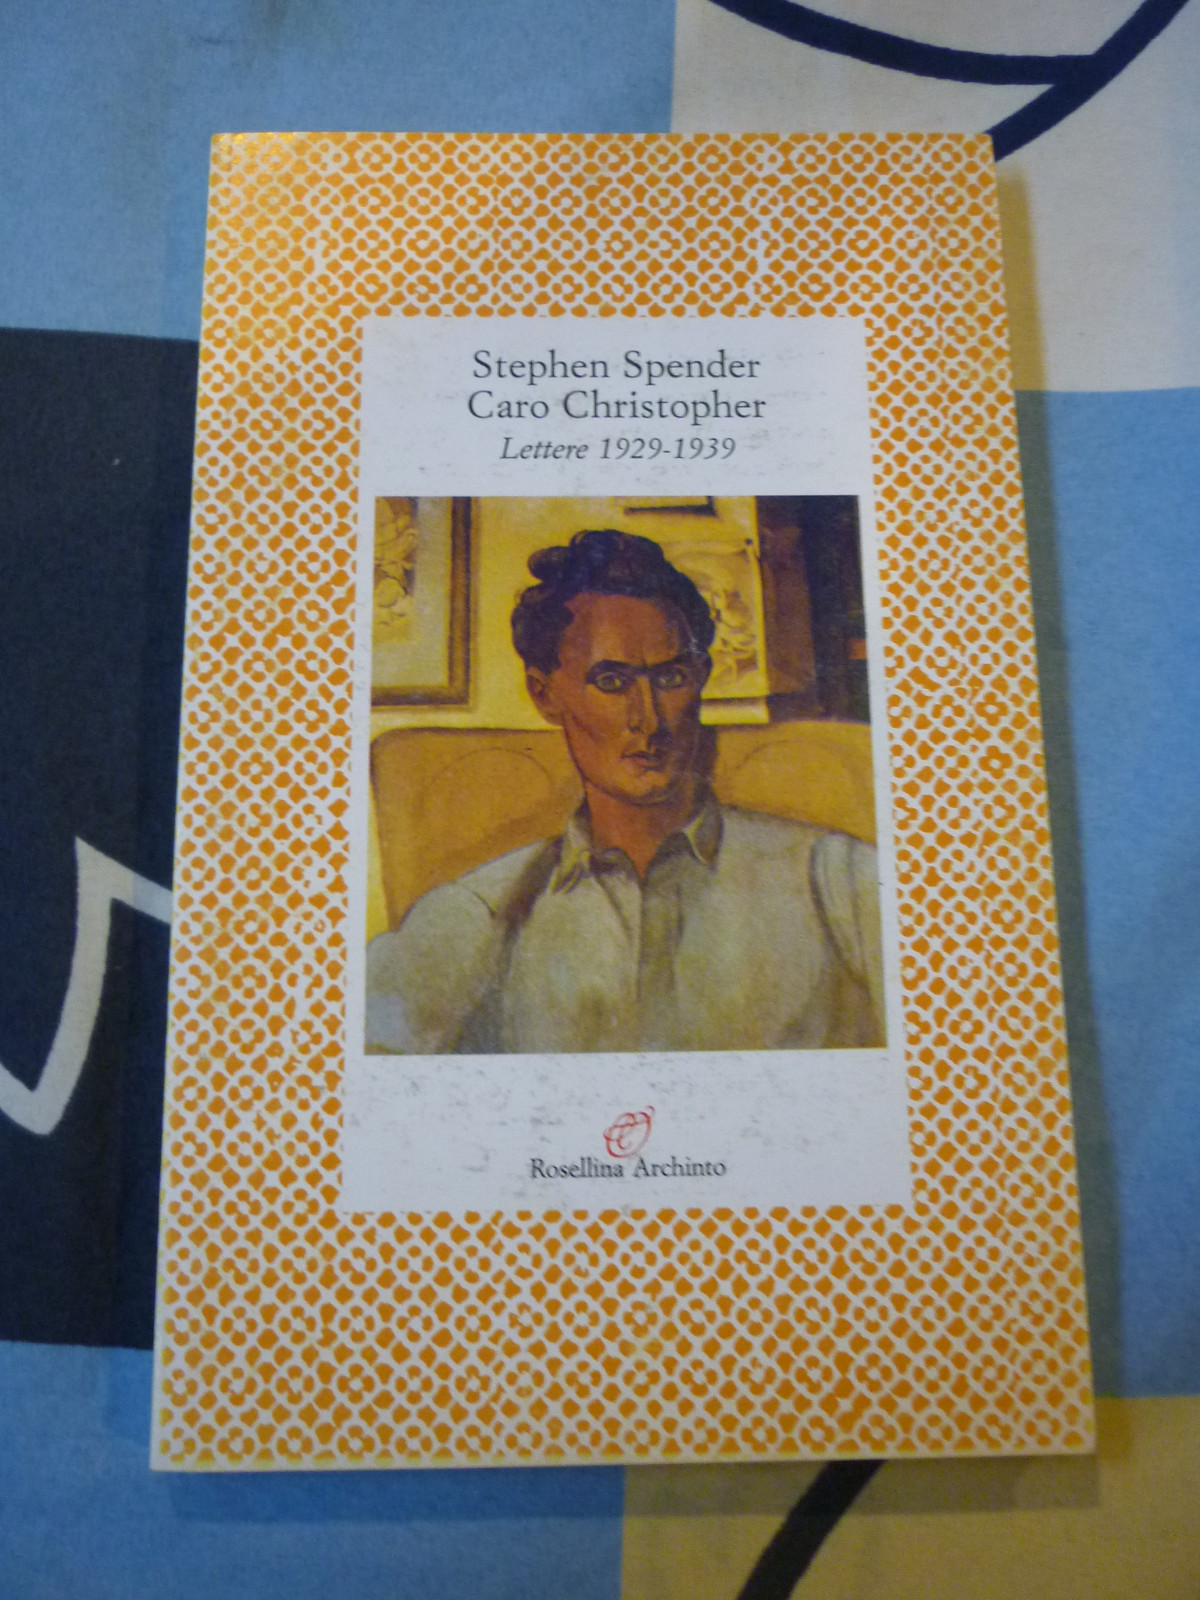 Stephen Spender
Caro Christopher
Lettere 1929-1939
Rosellina Archinto